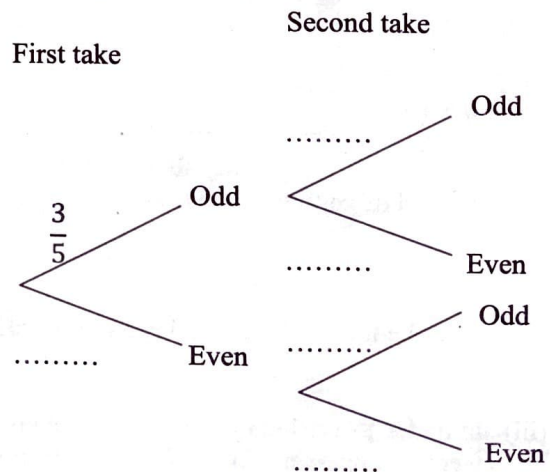 Second take
First take
Odd
.........
Odd
3
5
.........
Even
Odd
.........
.........
Even
.........
Even